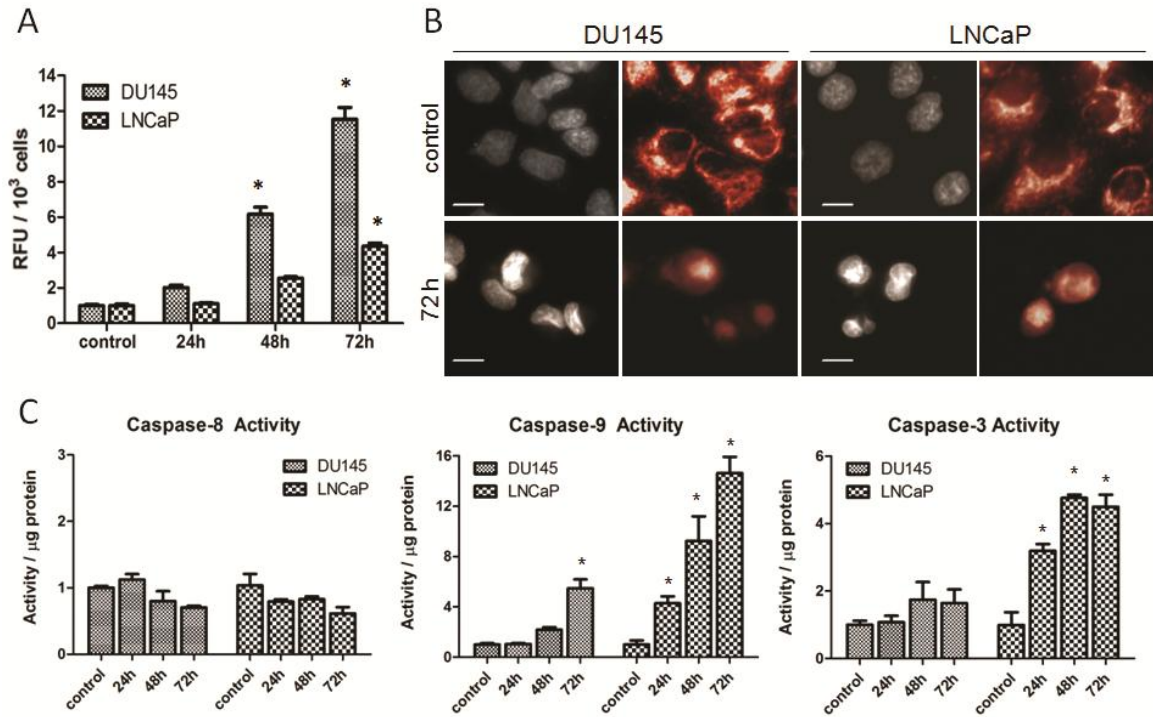 A
RFU / 10³ cells
14
12
10
8
6
4
2
0
DU145
LNCaP
*
*
*
control 24h 48h 72h
B
DU145 LNCaP
control
72h
C
Caspase-8 Activity
Activity / µg protein
3
2
1
0
DU145
LNCaP
control 24h 48h 72h control 24h 48h 72h
Caspase-9 Activity
Activity / µg protein
16
12
8
4
0
DU145
LNCaP
*
*
*
*
control 24h 48h 72h control 24h 48h 72h
Caspase-3 Activity
Activity / µg protein
6
4
2
0
DU145
LNCaP
*
*
*
control 24h 48h 72h control 24h 48h 72h